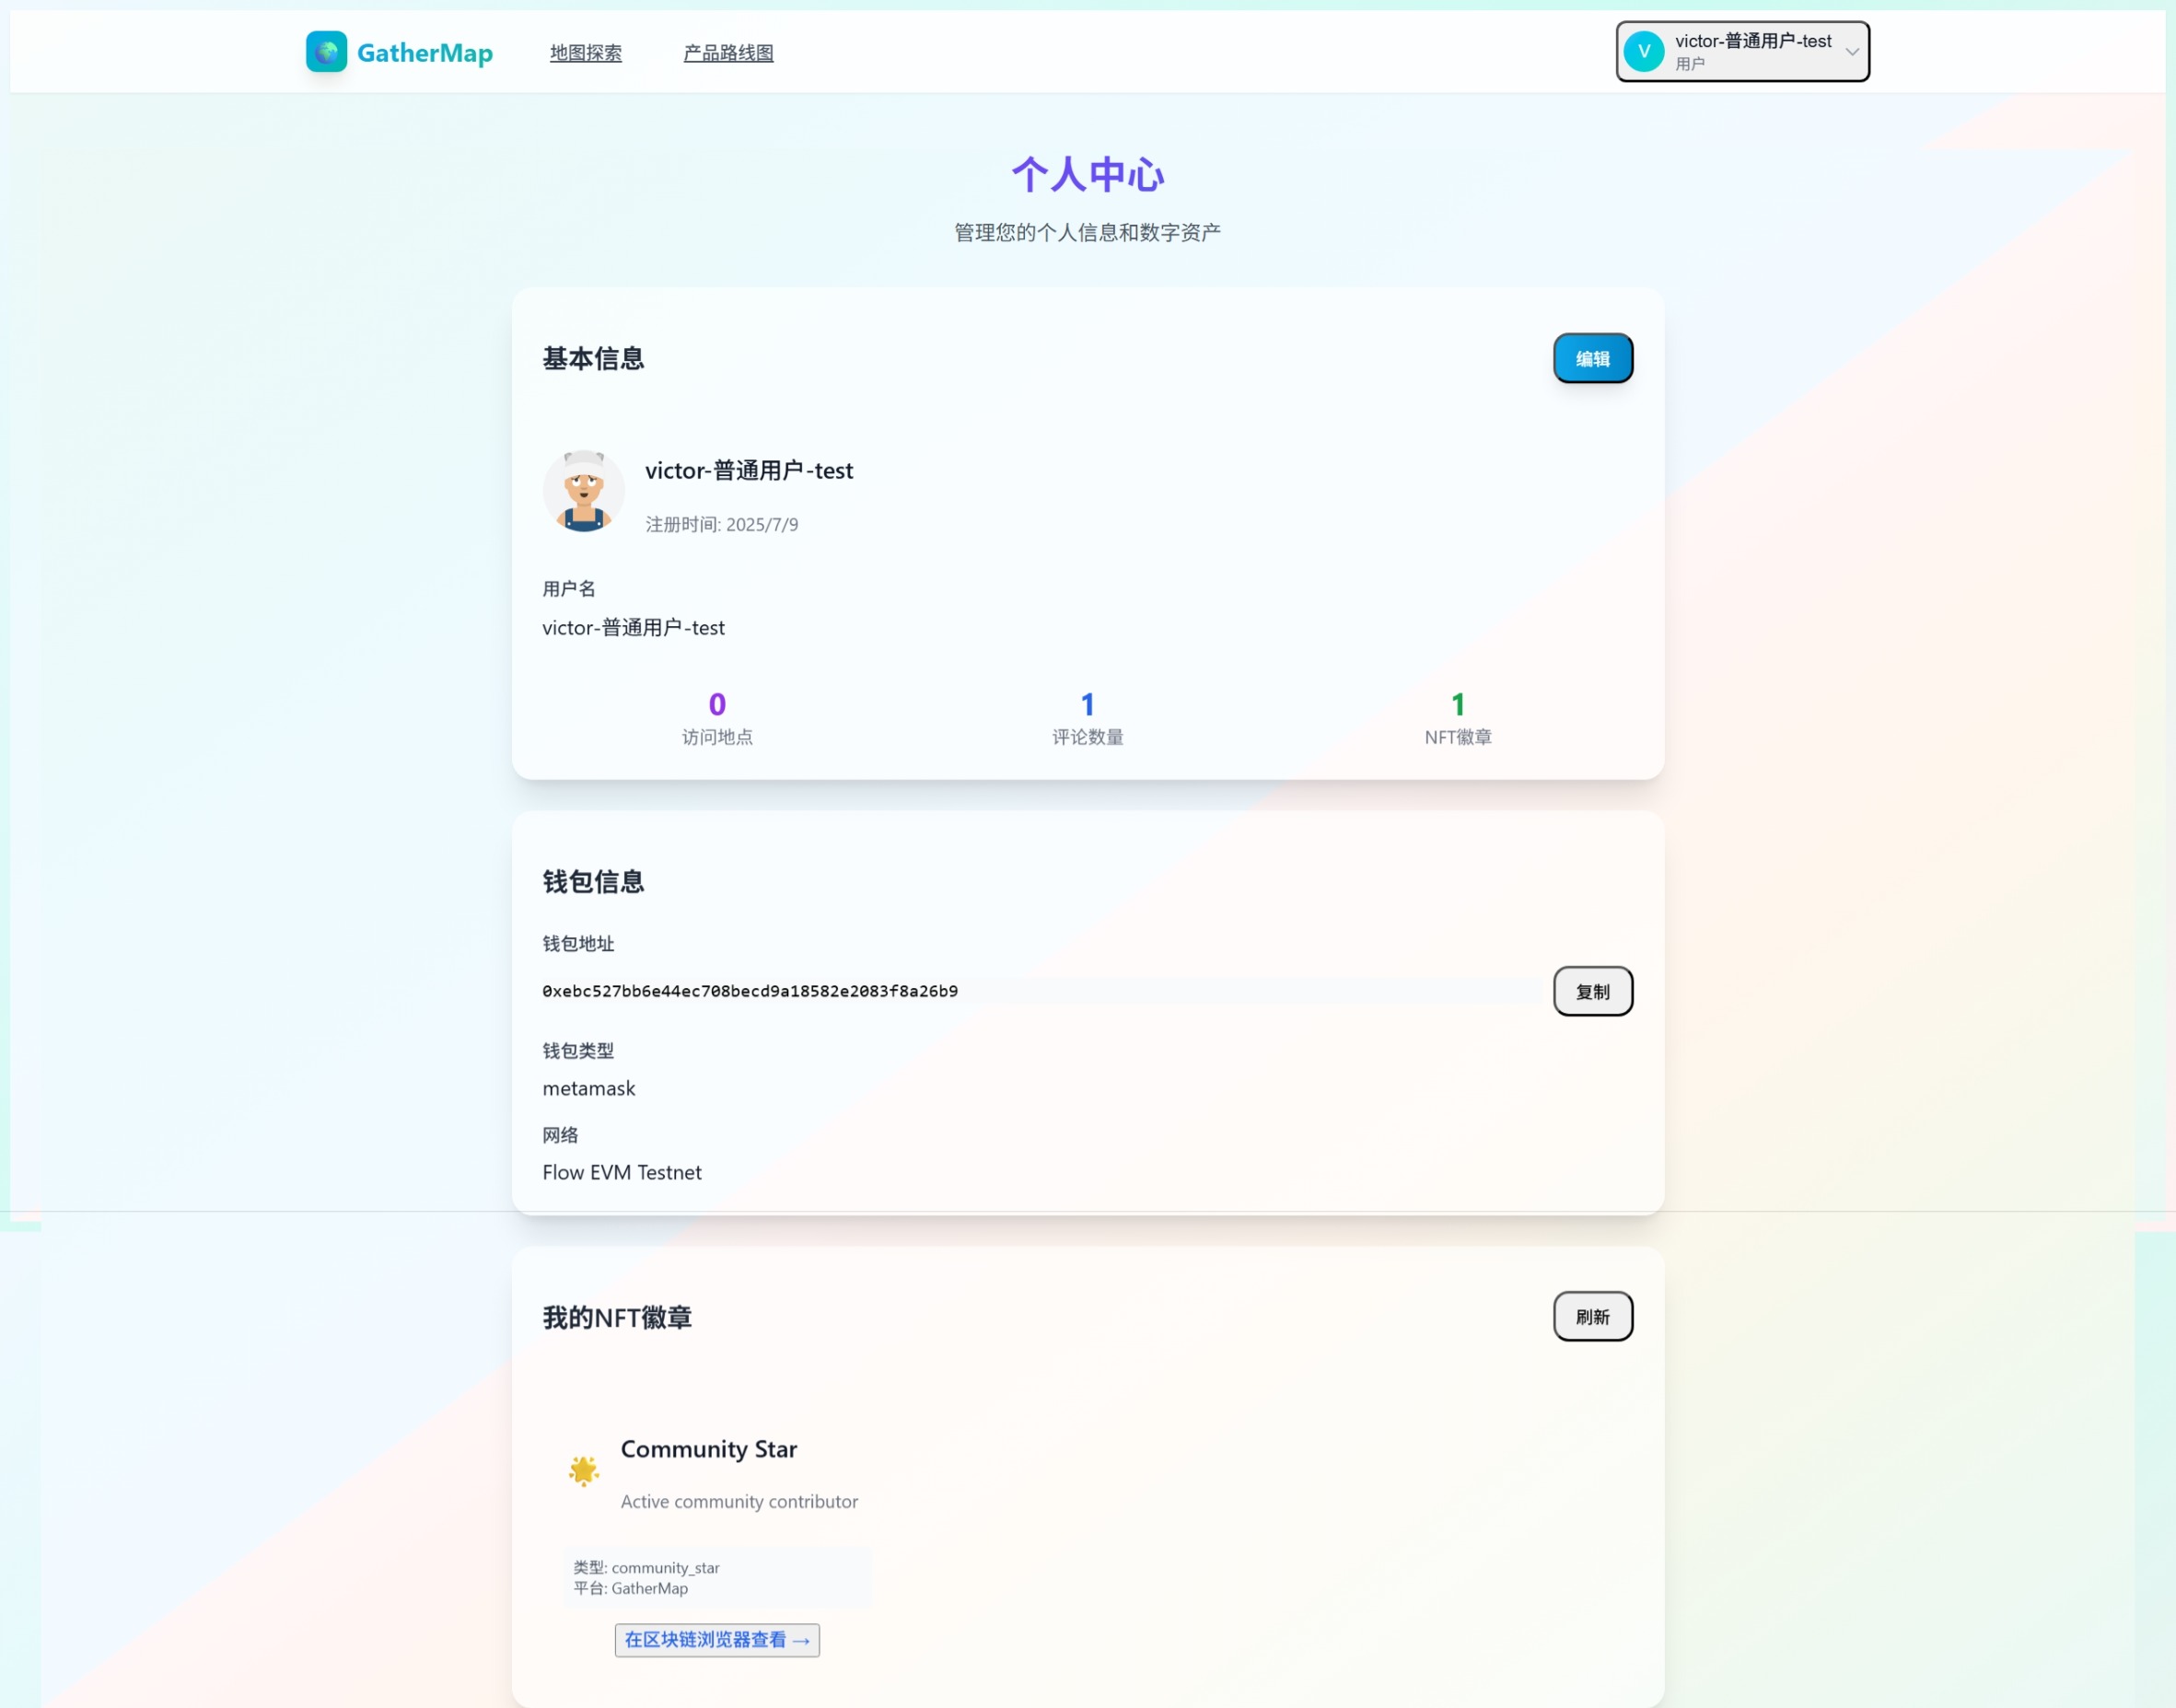 GatherMap
地图探索
产品路线图
V
victor-普通用户-test
用户
个人中心
管理您的个人信息和数字资产
基本信息
编辑
victor-普通用户-test
注册时间: 2025/7/9
用户名
victor-普通用户-test
0
访问地点
1
评论数量
1
NFT徽章
钱包信息
钱包地址
0xebc527bb6e44ec708becd9a18582e2083f8a26b9
复制
钱包类型
metamask
网络
Flow EVM Testnet
我的NFT徽章
刷新
Community Star
Active community contributor
类型: community_star
平台: GatherMap
在区块链浏览器查看 →